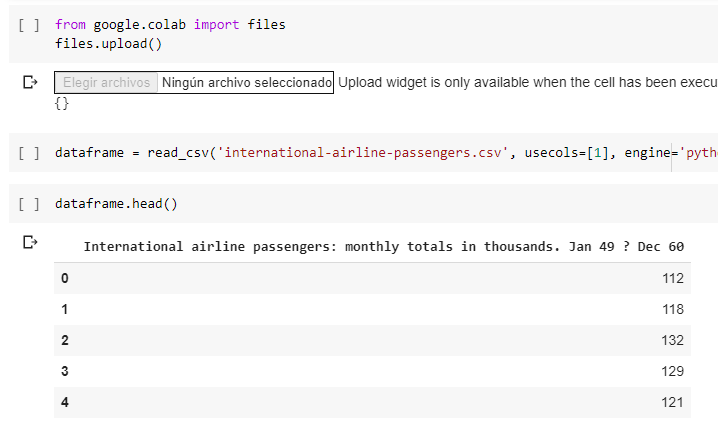 [ ] from google.colab import files
files.upload()
Elegir archivos Ningún archivo seleccionado Upload widget is only available when the cell has been execu
{}
[ ] dataframe = read_csv('international-airline-passengers.csv', usecols=[1], engine='pyth
[ ] dataframe.head()
International airline passengers: monthly totals in thousands. Jan 49 ? Dec 60
0 112
1 118
2 132
3 129
4 121